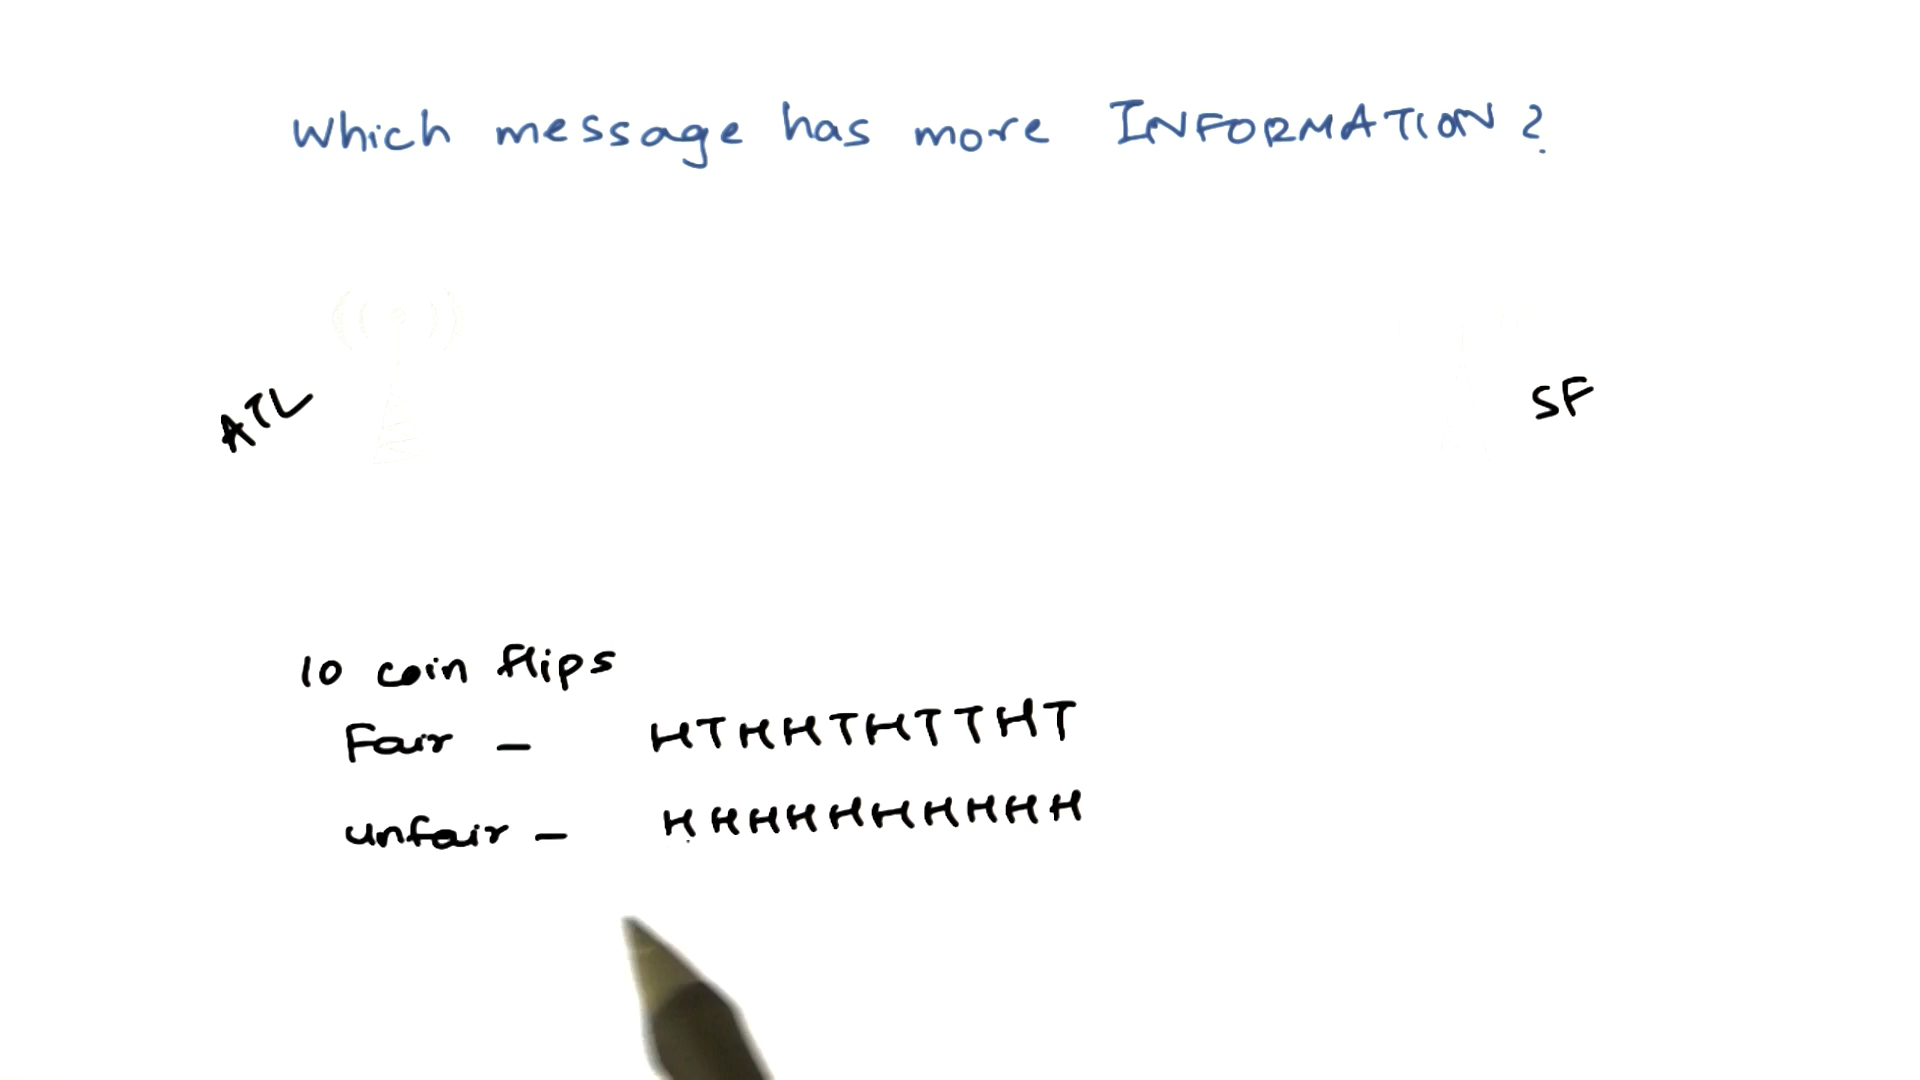 Which message has more INFORMATION?
ATL
SF
10 coin flips
Fair - HTHHTHTTHT
unfair - HHHHHHHHHH